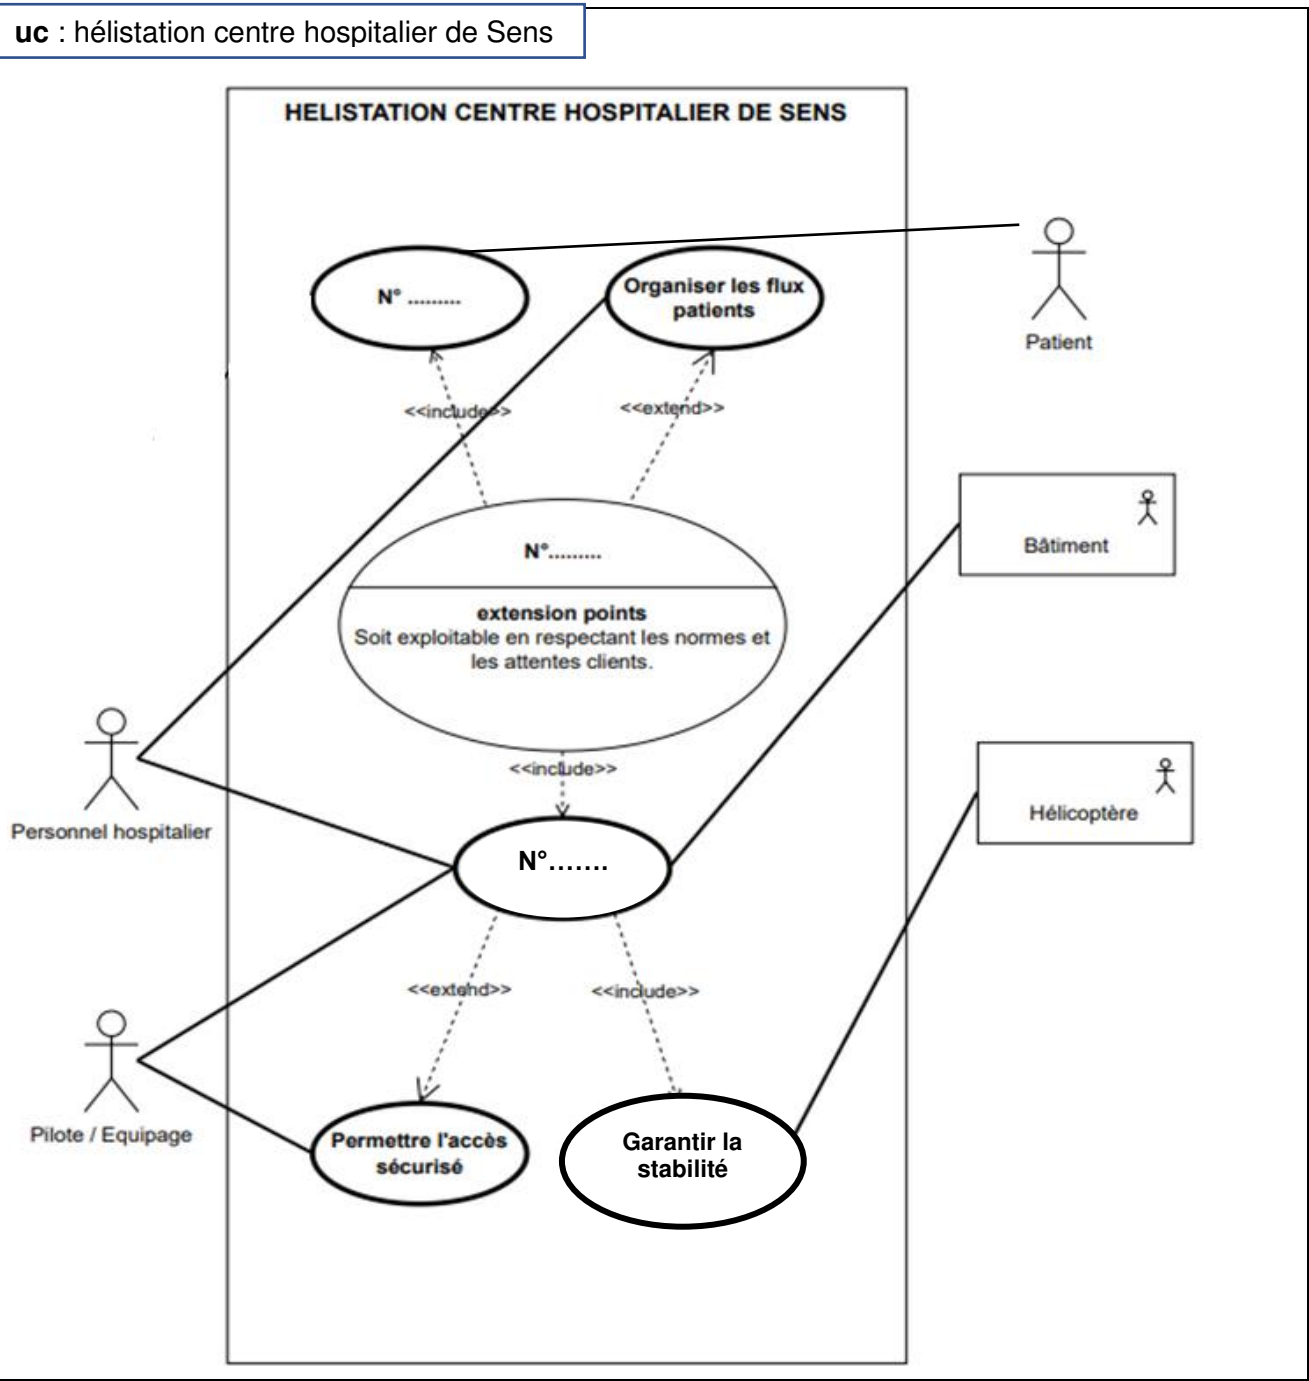 uc : hélistation centre hospitalier de Sens
HELISTATION CENTRE HOSPITALIER DE SENS
N° .........
Organiser les flux
patients
Patient
<<include>>
<<extend>>
Bâtiment
N°.........
extension points
Soit exploitable en respectant les normes et
les attentes clients.
Personnel hospitalier
<<include>>
Hélicoptère
N°.......
<<extend>>
<<include>>
Pilote / Equipage
Permettre l'accès
sécurisé
Garantir la
stabilité